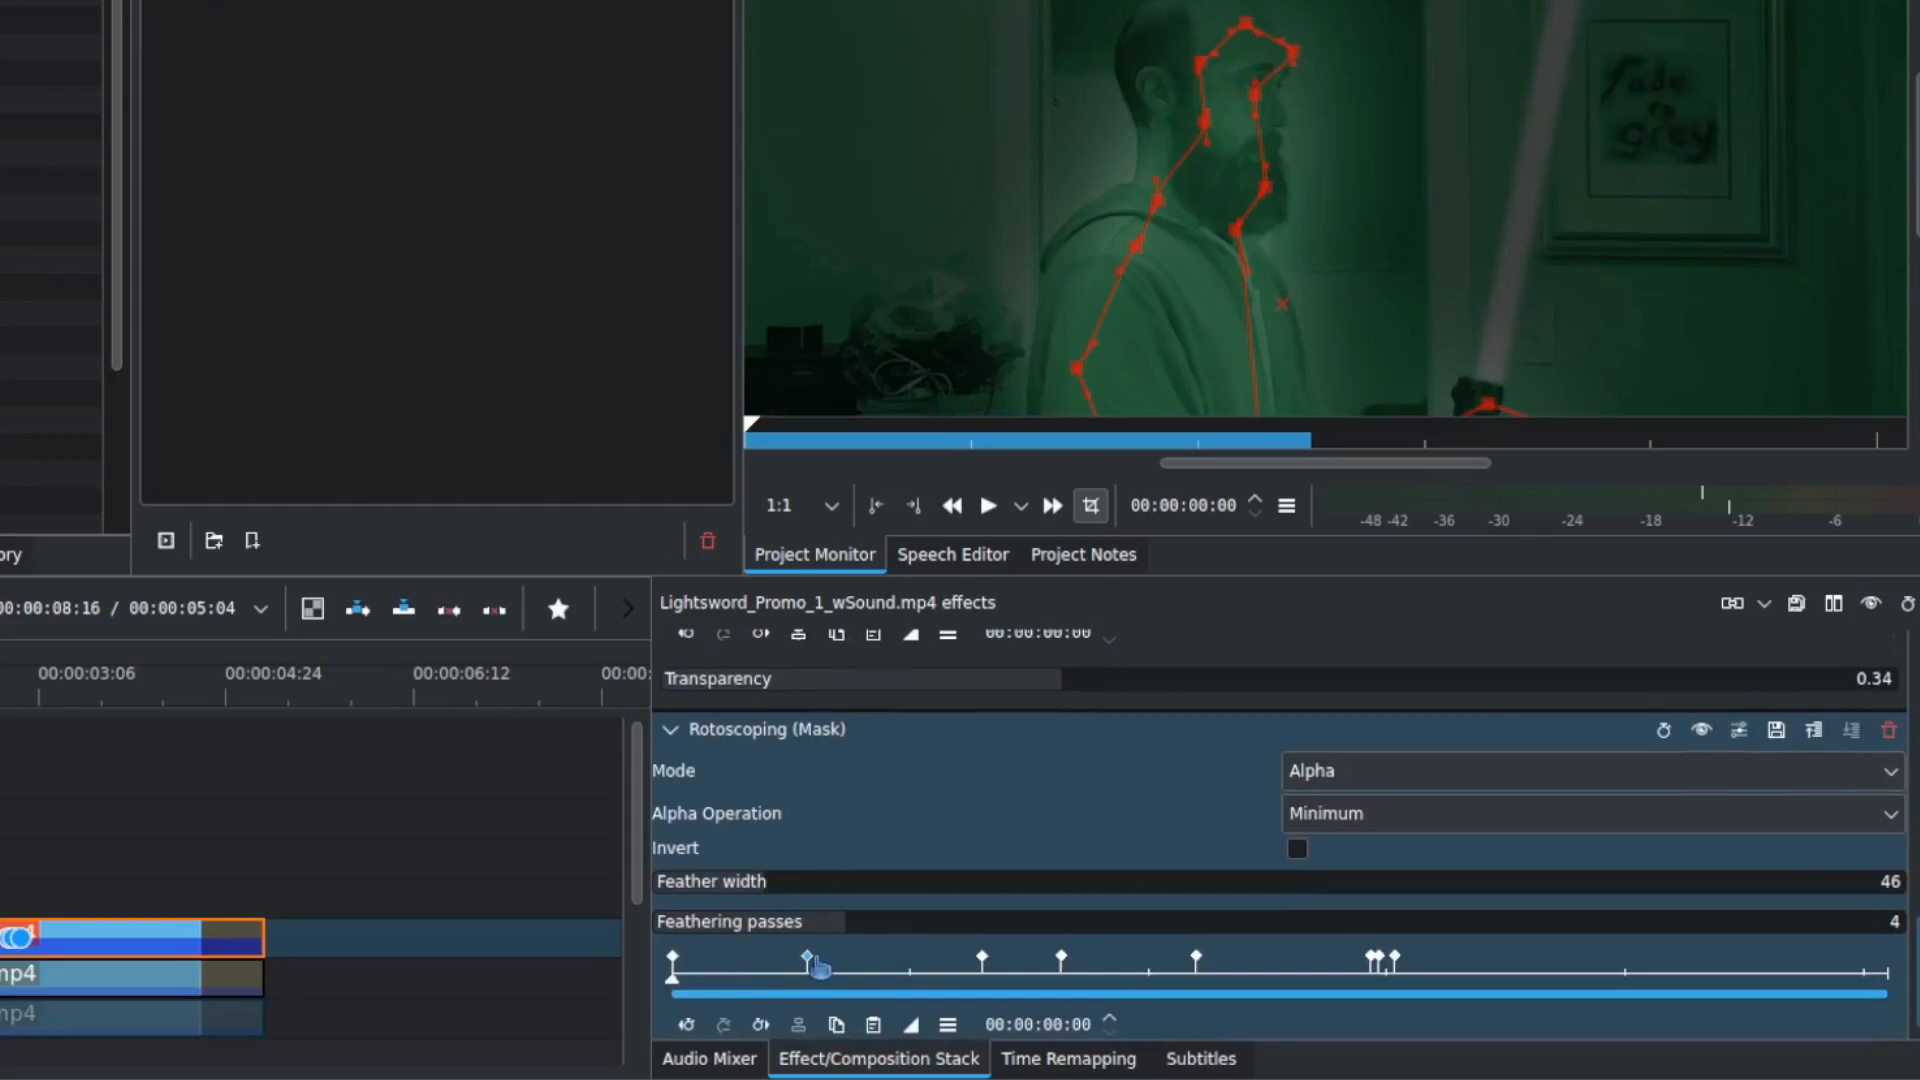 fade
to
grey
1:1
00:00:00:00
-48 -42 -36 -30 -24 -18 -12 -6
ory
Project Monitor Speech Editor Project Notes
00:00:08:16 / 00:00:05:04
Lightsword_Promo_1_wSound.mp4 effects
00:00:00:00
00:00:03:06 00:00:04:24 00:00:06:12 00:00:
Transparency 0.34
Rotoscoping (Mask)
Mode Alpha
Alpha Operation Minimum
Invert
Feather width 46
Feathering passes 4
mp4
mp4
00:00:00:00
Audio Mixer Effect/Composition Stack Time Remapping Subtitles